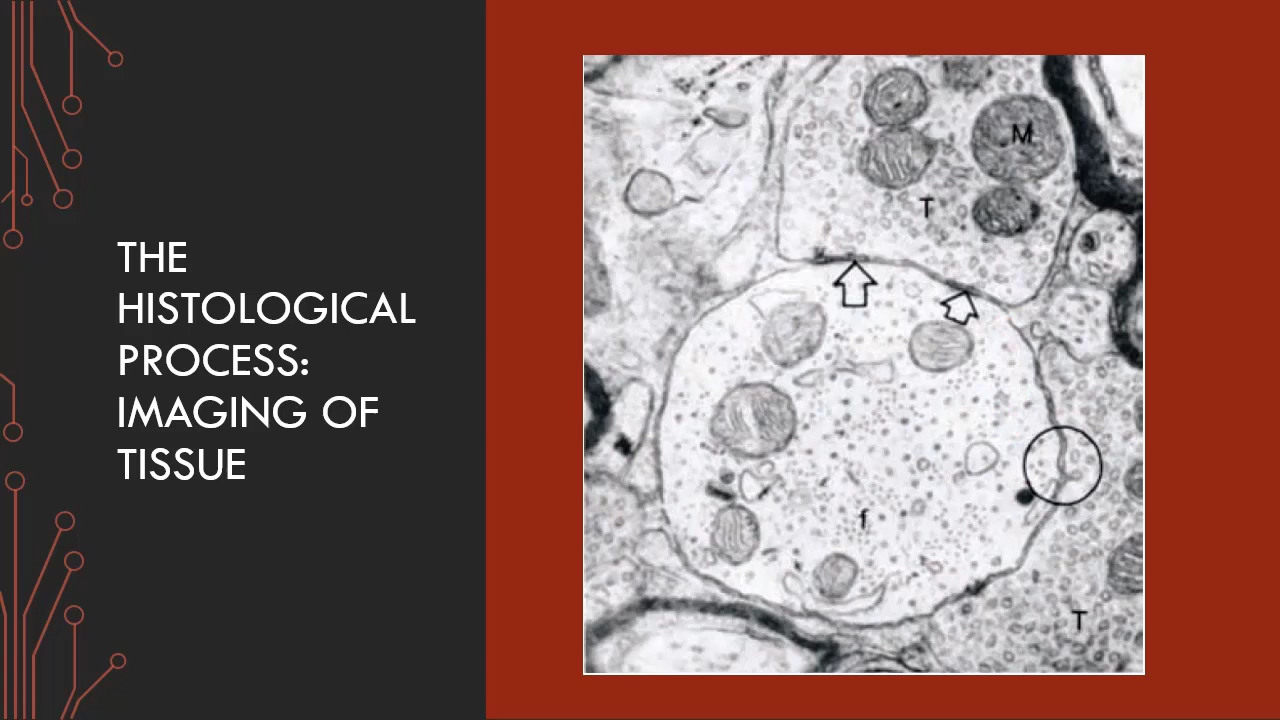 THE
HISTOLOGICAL
PROCESS:
IMAGING OF
TISSUE
M
T
f
T